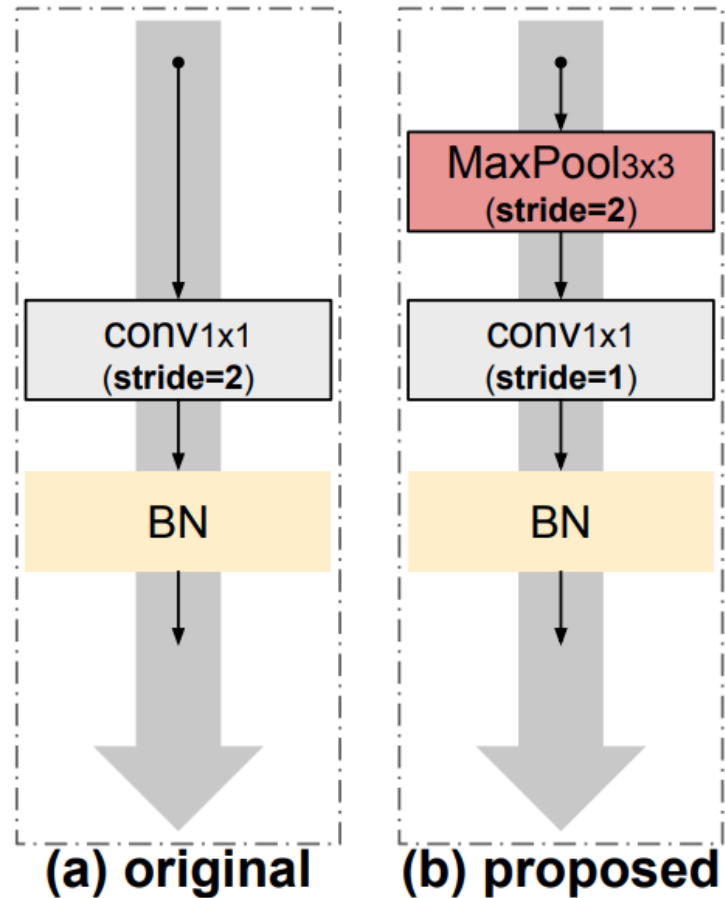 conv1x1
(stride=2)
BN
(a) original
MaxPool3x3
(stride=2)
conv1x1
(stride=1)
BN
(b) proposed